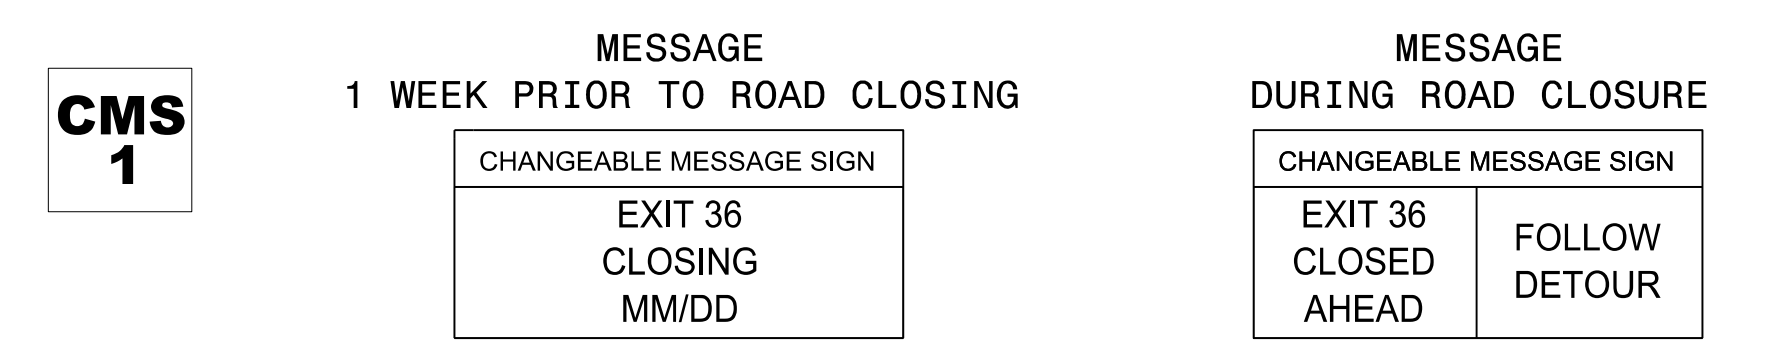 CMS
1
MESSAGE
1 WEEK PRIOR TO ROAD CLOSING
CHANGEABLE MESSAGE SIGN
EXIT 36
CLOSING
MM/DD
MESSAGE
DURING ROAD CLOSURE
CHANGEABLE MESSAGE SIGN
EXIT 36
CLOSED
AHEAD
FOLLOW
DETOUR